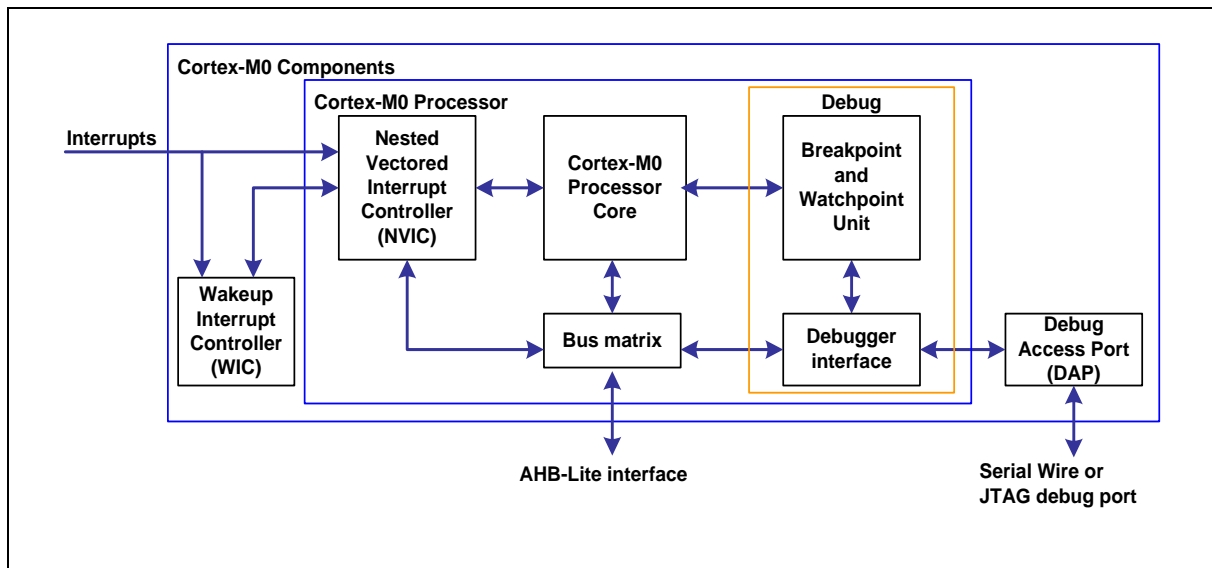 Cortex-M0 Components
Cortex-M0 Processor
Debug
Interrupts
Nested
Vectored
Interrupt
Controller
(NVIC)
Cortex-M0
Processor
Core
Breakpoint
and
Watchpoint
Unit
Wakeup
Interrupt
Controller
(WIC)
Bus matrix
Debugger
interface
Debug
Access Port
(DAP)
AHB-Lite interface
Serial Wire or
JTAG debug port